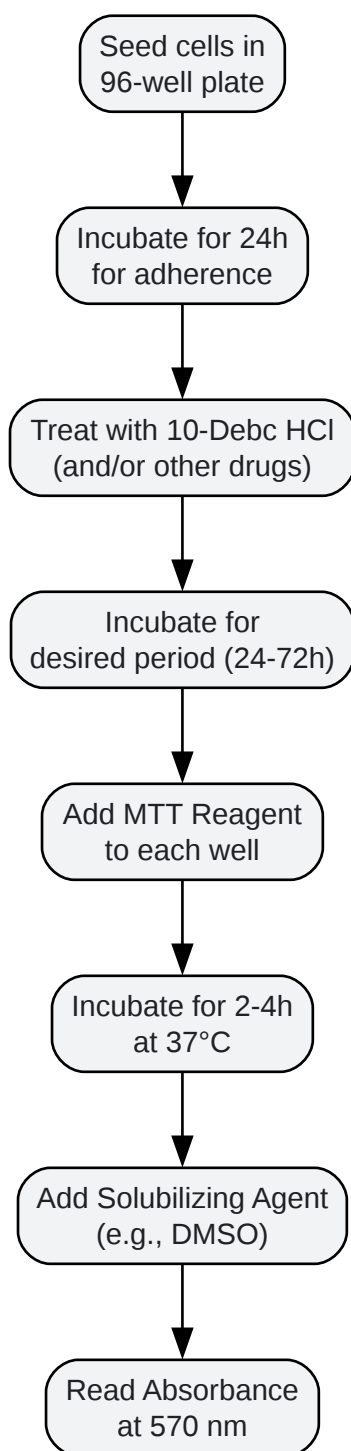 Seed cells in
96-well plate
Incubate for 24h
for adherence
Treat with 10-Debc HCl
(and/or other drugs)
Incubate for
desired period (24-72h)
Add MTT Reagent
to each well
Incubate for 2-4h
at 37°C
Add Solubilizing Agent
(e.g., DMSO)
Read Absorbance
at 570 nm